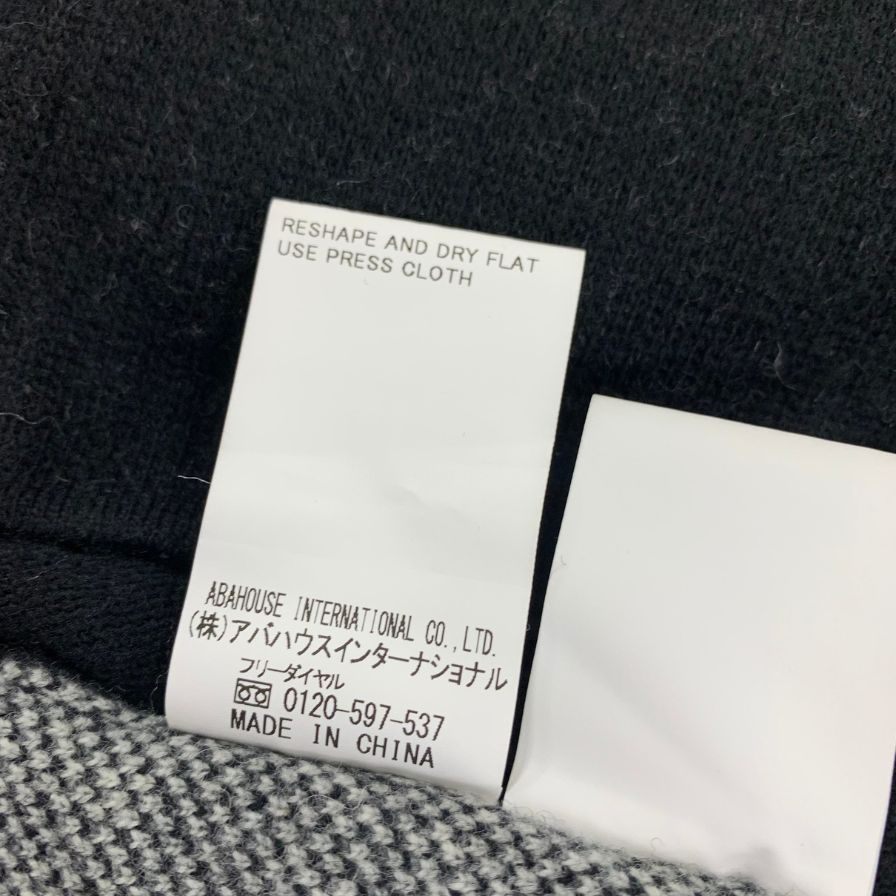 RESHAPE AND DRY FLAT
USE PRESS CLOTH
ABAHOUSE INTERNATIONAL CO.,LTD.
(株)アバハウスインターナショナル
フリーダイヤル
0120-597-537
MADE IN CHINA